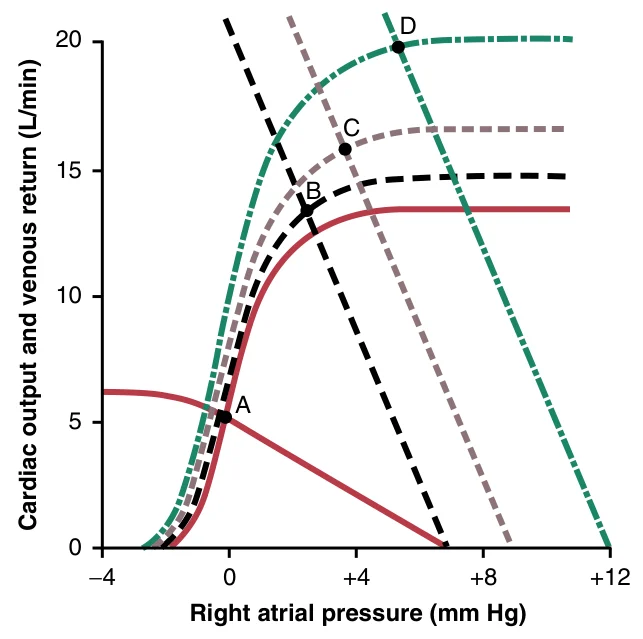 Cardiac output and venous return (L/min)
20
15
10
5
0
D
C
B
A
−4
0
+4
+8
+12
Right atrial pressure (mm Hg)